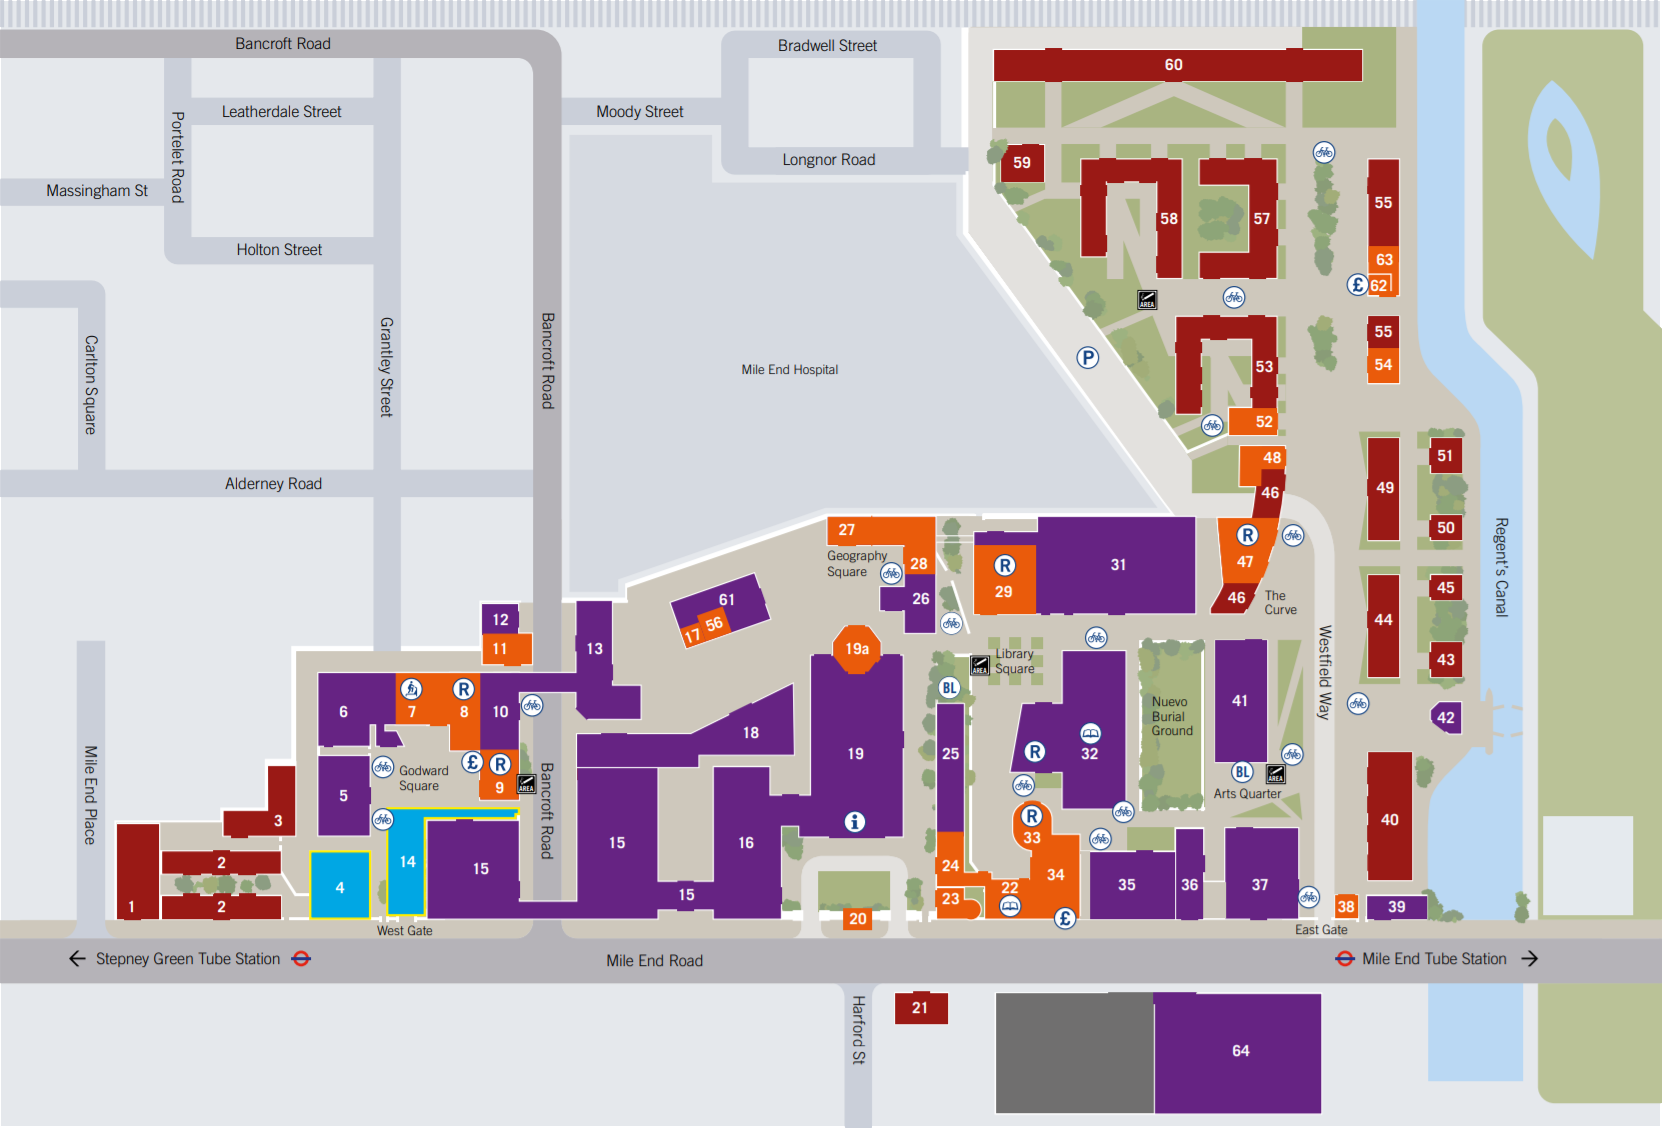 Bancroft Road
Bradwell Street
60
Leatherdale Street
Moody Street
Portelet Road
Longnor Road
59
Massingham St
58
57
55
Holton Street
63
£
62
AREA
Carlton Square
Grantley Street
Bancroft Road
Mile End Hospital
P
55
53
54
52
Alderney Road
48
51
46
49
27
R
50
Regent's Canal
Geography
Square
28
R
31
47
29
26
45
61
46
The
Curve
12
56
17
44
11
13
19a
Library
Square
AREA
43
Westfield Way
6
7
R
8
10
BL
Nuevo
Burial
Ground
41
42
18
Mile End Place
R
32
19
25
£
R
9
AREA
Godward
Square
5
BL
AREA
Arts Quarter
Bancroft Road
i
R
33
40
3
15
16
2
14
15
24
34
4
22
35
36
37
15
1
2
23
38
39
20
£
West Gate
East Gate
Stepney Green Tube Station
Mile End Road
Mile End Tube Station
Harford St
21
64